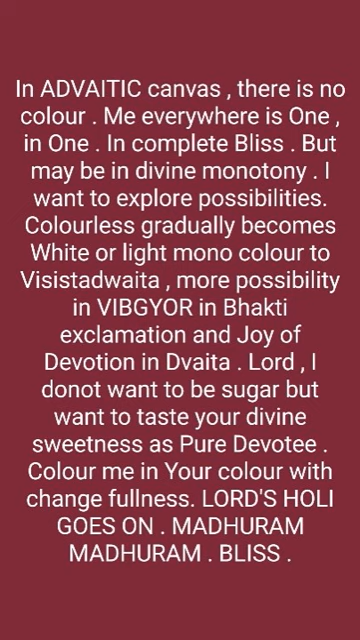 In ADVAITIC canvas , there is no
colour . Me everywhere is One ,
in One . In complete Bliss . But
may be in divine monotony . I
want to explore possibilities.
Colourless gradually becomes
White or light mono colour to
Visistadwaita , more possibility
in VIBGYOR in Bhakti
exclamation and Joy of
Devotion in Dvaita . Lord , I
donot want to be sugar but
want to taste your divine
sweetness as Pure Devotee .
Colour me in Your colour with
change fullness. LORD'S HOLI
GOES ON . MADHURAM
MADHURAM . BLISS .